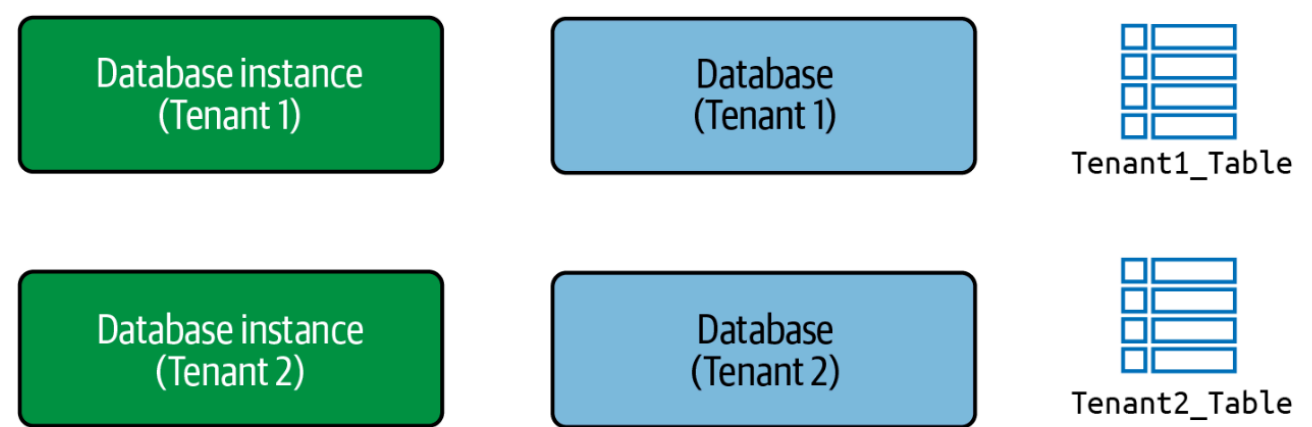 Database instance
(Tenant 1)
Database
(Tenant 1)
Tenant1_Table
Database instance
(Tenant 2)
Database
(Tenant 2)
Tenant2_Table